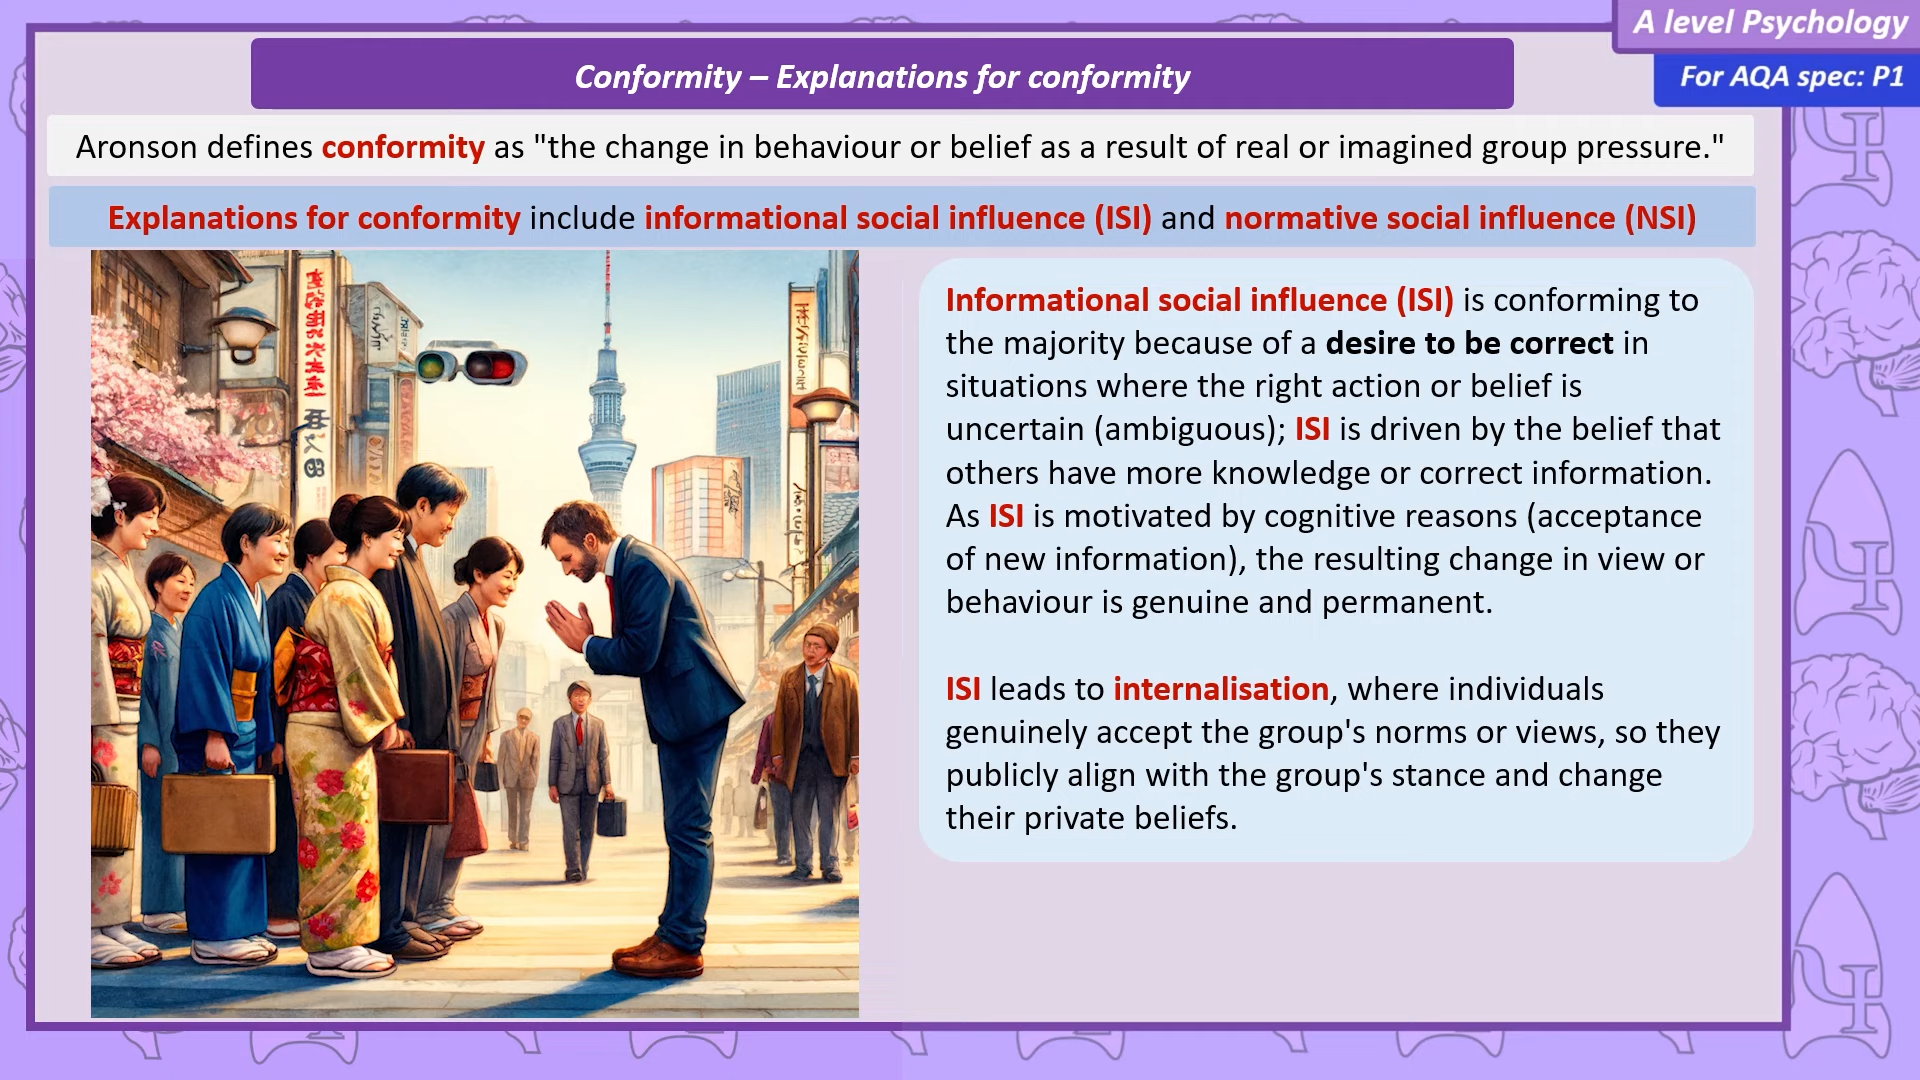 A level Psychology
For AQA spec: P1
Conformity – Explanations for conformity
Aronson defines conformity as "the change in behaviour or belief as a result of real or imagined group pressure."
Explanations for conformity include informational social influence (ISI) and normative social influence (NSI)
Informational social influence (ISI) is conforming to
the majority because of a desire to be correct in
situations where the right action or belief is
uncertain (ambiguous); ISI is driven by the belief that
others have more knowledge or correct information.
As ISI is motivated by cognitive reasons (acceptance
of new information), the resulting change in view or
behaviour is genuine and permanent.
ISI leads to internalisation, where individuals
genuinely accept the group's norms or views, so they
publicly align with the group's stance and change
their private beliefs.